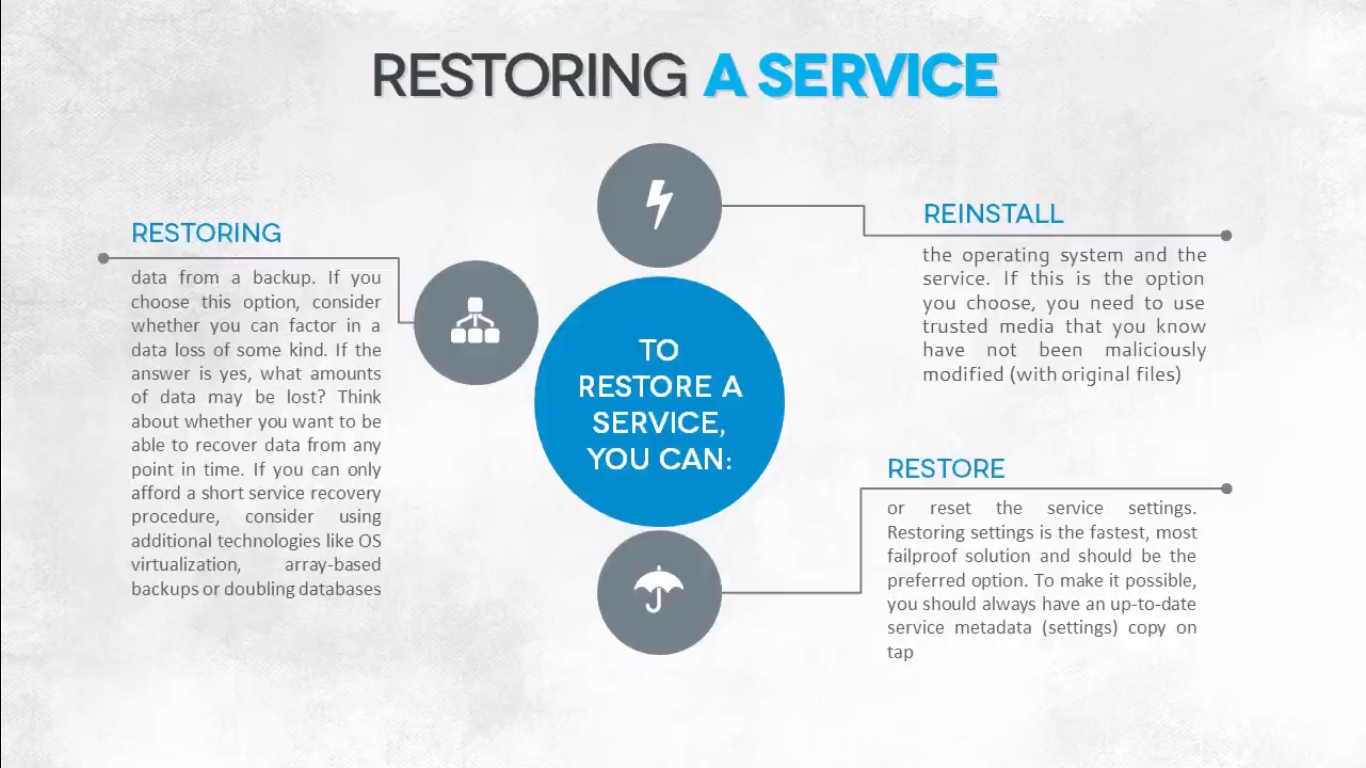 RESTORING A SERVICE
RESTORING
data from a backup. If you
choose this option, consider
whether you can factor in a
data loss of some kind. If the
answer is yes, what amounts
of data may be lost? Think
about whether you want to be
able to recover data from any
point in time. If you can only
afford a short service recovery
procedure, consider using
additional technologies like OS
virtualization, array-based
backups or doubling databases
TO
RESTORE A
SERVICE,
YOU CAN:
REINSTALL
the operating system and the
service. If this is the option
you choose, you need to use
trusted media that you know
have not been maliciously
modified (with original files)
RESTORE
or reset the service settings.
Restoring settings is the fastest, most
failproof solution and should be the
preferred option. To make it possible,
you should always have an up-to-date
service metadata (settings) copy on
tap